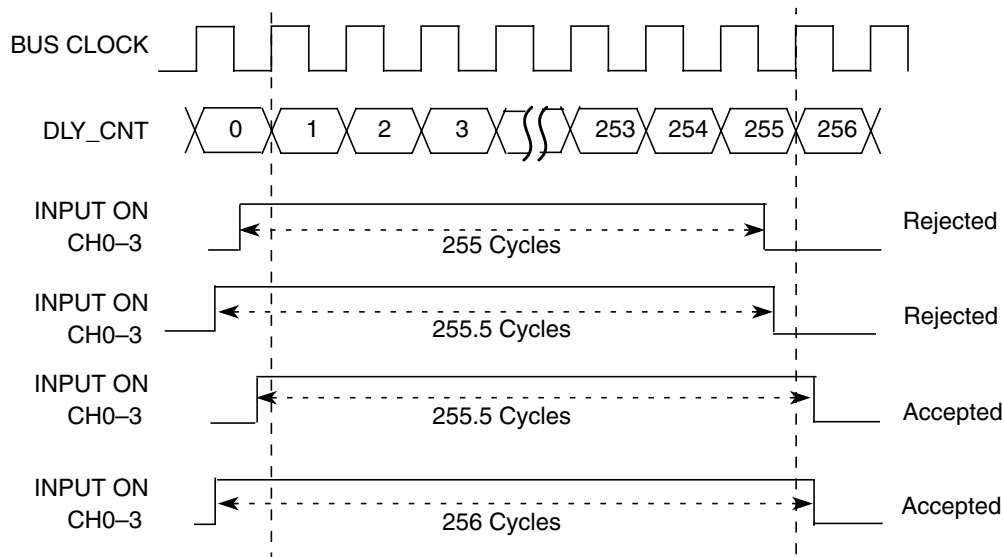 BUS CLOCK
DLY_CNT
0 1 2 3 253 254 255 256
INPUT ON
CH0–3
255 Cycles
Rejected
INPUT ON
CH0–3
255.5 Cycles
Rejected
INPUT ON
CH0–3
255.5 Cycles
Accepted
INPUT ON
CH0–3
256 Cycles
Accepted